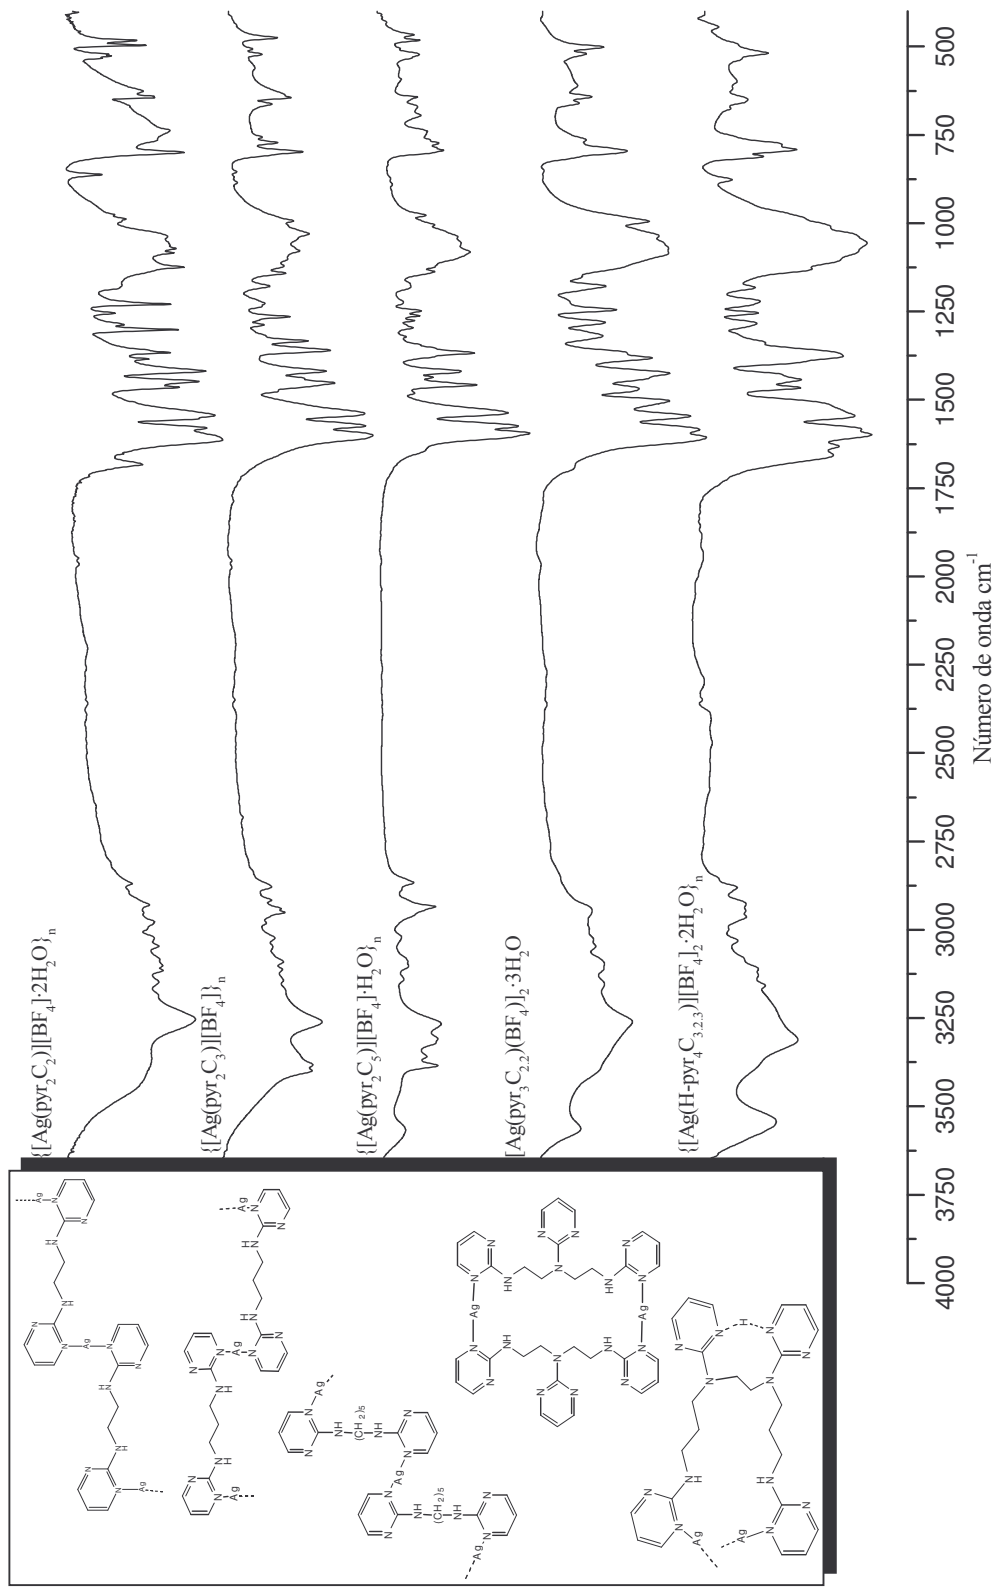 {[Ag(pyr₂C₂)][BF₄]·2H₂O}ₙ
{[Ag(pyr₂C₃)][BF₄]}ₙ
{[Ag(pyr₂C₅)][BF₄]·H₂O}ₙ
[Ag(pyr₃C₂.₂)(BF₄)]₂·3H₂O
{[Ag(H-pyr₄C₃.₂.₃)][BF₄]₂·2H₂O}ₙ
4000 3750 3500 3250 3000 2750 2500 2250 2000 1750 1500 1250 1000 750 500
Número de onda cm⁻¹